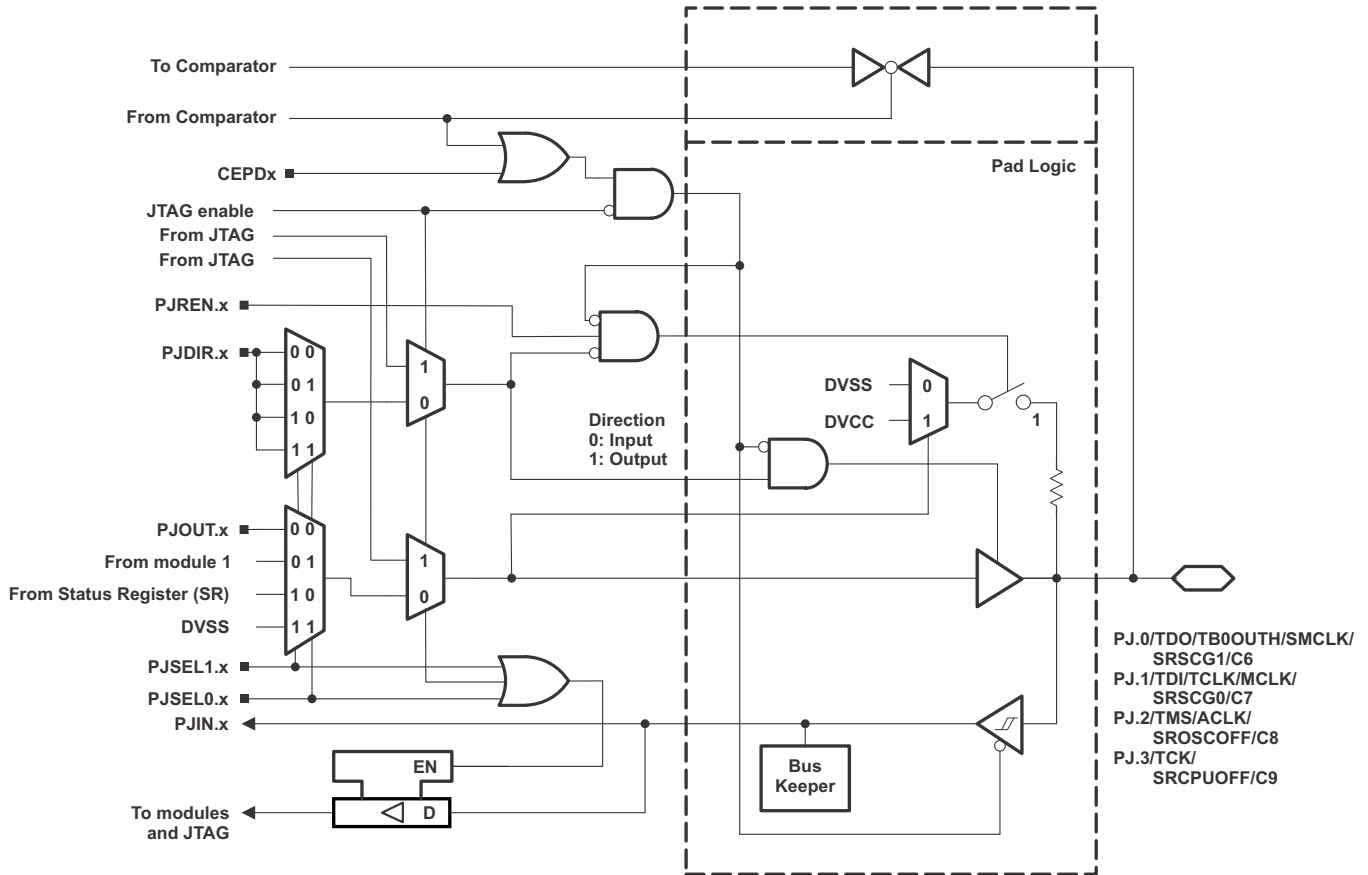 To Comparator
From Comparator
Pad Logic
CEPDx
JTAG enable
From JTAG
From JTAG
PJREN.x
PJDIR.x
0 0
0 1
1 0
1 1
1
0
Direction
0: Input
1: Output
DVSS
DVCC
0
1
1
PJOUT.x
From module 1
From Status Register (SR)
DVSS
0 0
0 1
1 0
1 1
1
0
PJSEL1.x
PJSEL0.x
PJIN.x
EN
D
To modules
and JTAG
Bus
Keeper
PJ.0/TDO/TB0OUTH/SMCLK/
SRSCG1/C6
PJ.1/TDI/TCLK/MCLK/
SRSCG0/C7
PJ.2/TMS/ACLK/
SROSCOFF/C8
PJ.3/TCK/
SRCPUOFF/C9